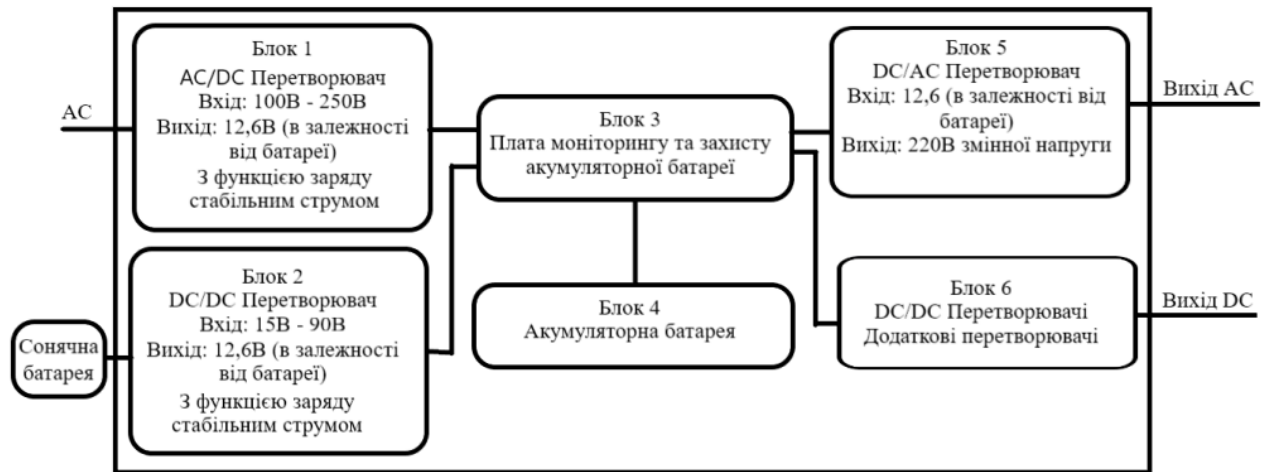 АС
Сонячна
батарея
Блок 1
AC/DC Перетворювач
Вхід: 100В - 250В
Вихід: 12,6В (в залежності
від батареї)
З функцією заряду
стабільним струмом
Блок 2
DC/DC Перетворювач
Вхід: 15В - 90В
Вихід: 12,6В (в залежності
від батареї)
З функцією заряду
стабільним струмом
Блок 3
Плата моніторингу та захисту
акумуляторної батареї
Блок 4
Акумуляторна батарея
Блок 5
DC/AC Перетворювач
Вхід: 12,6 (в залежності від
батареї)
Вихід: 220В змінної напруги
Блок 6
DC/DC Перетворювачі
Додаткові перетворювачі
Вихід AC
Вихід DC